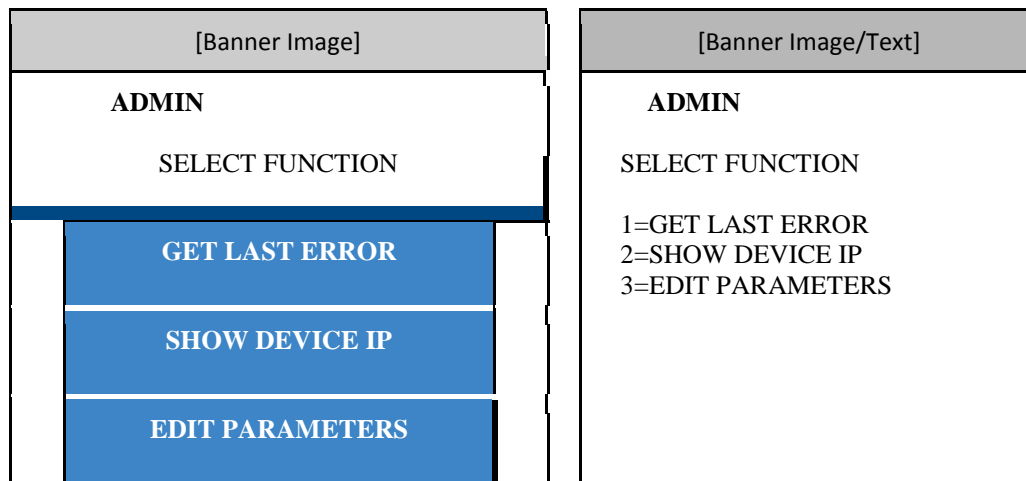 [Banner Image]
ADMIN
SELECT FUNCTION
GET LAST ERROR
SHOW DEVICE IP
EDIT PARAMETERS
[Banner Image/Text]
ADMIN
SELECT FUNCTION
1=GET LAST ERROR
2=SHOW DEVICE IP
3=EDIT PARAMETERS